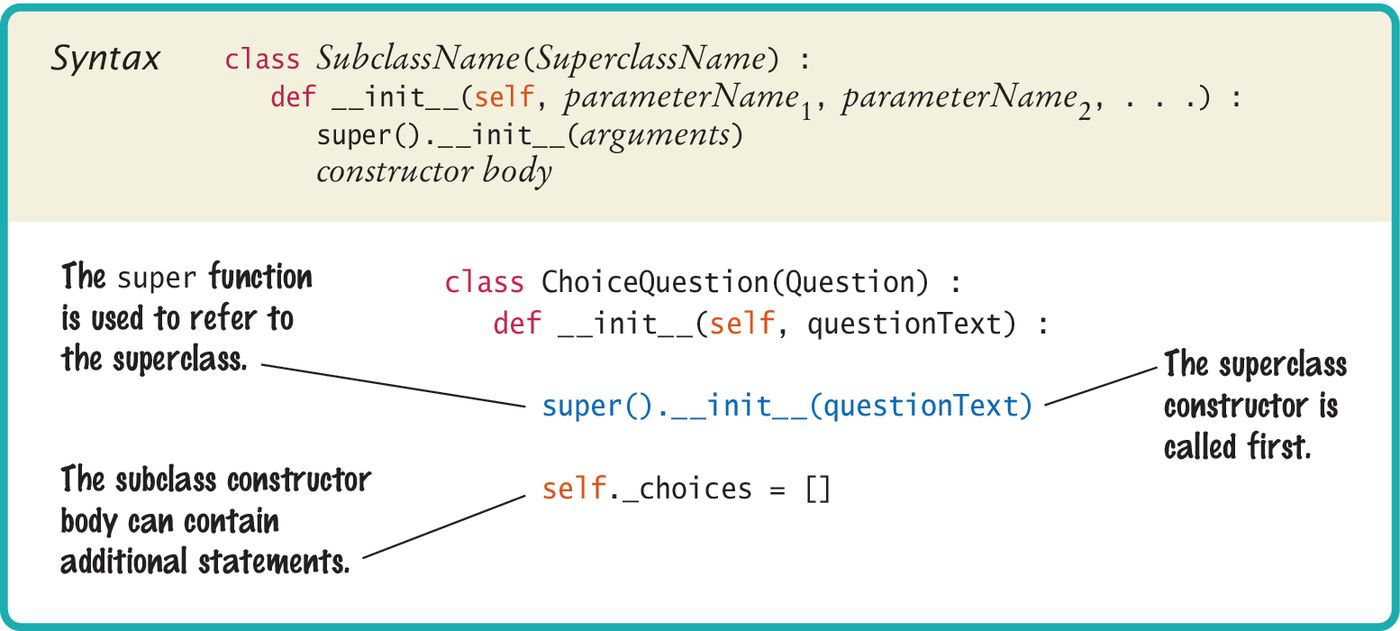 Syntax class SubclassName(SuperclassName) :
def __init__(self, parameterName1, parameterName2, . . .) :
super().__init__(arguments)
constructor body
The super function
is used to refer to
the superclass.
class ChoiceQuestion(Question) :
def __init__(self, questionText) :
super().__init__(questionText)
The superclass
constructor is
called first.
The subclass constructor
body can contain
additional statements.
self._choices = []